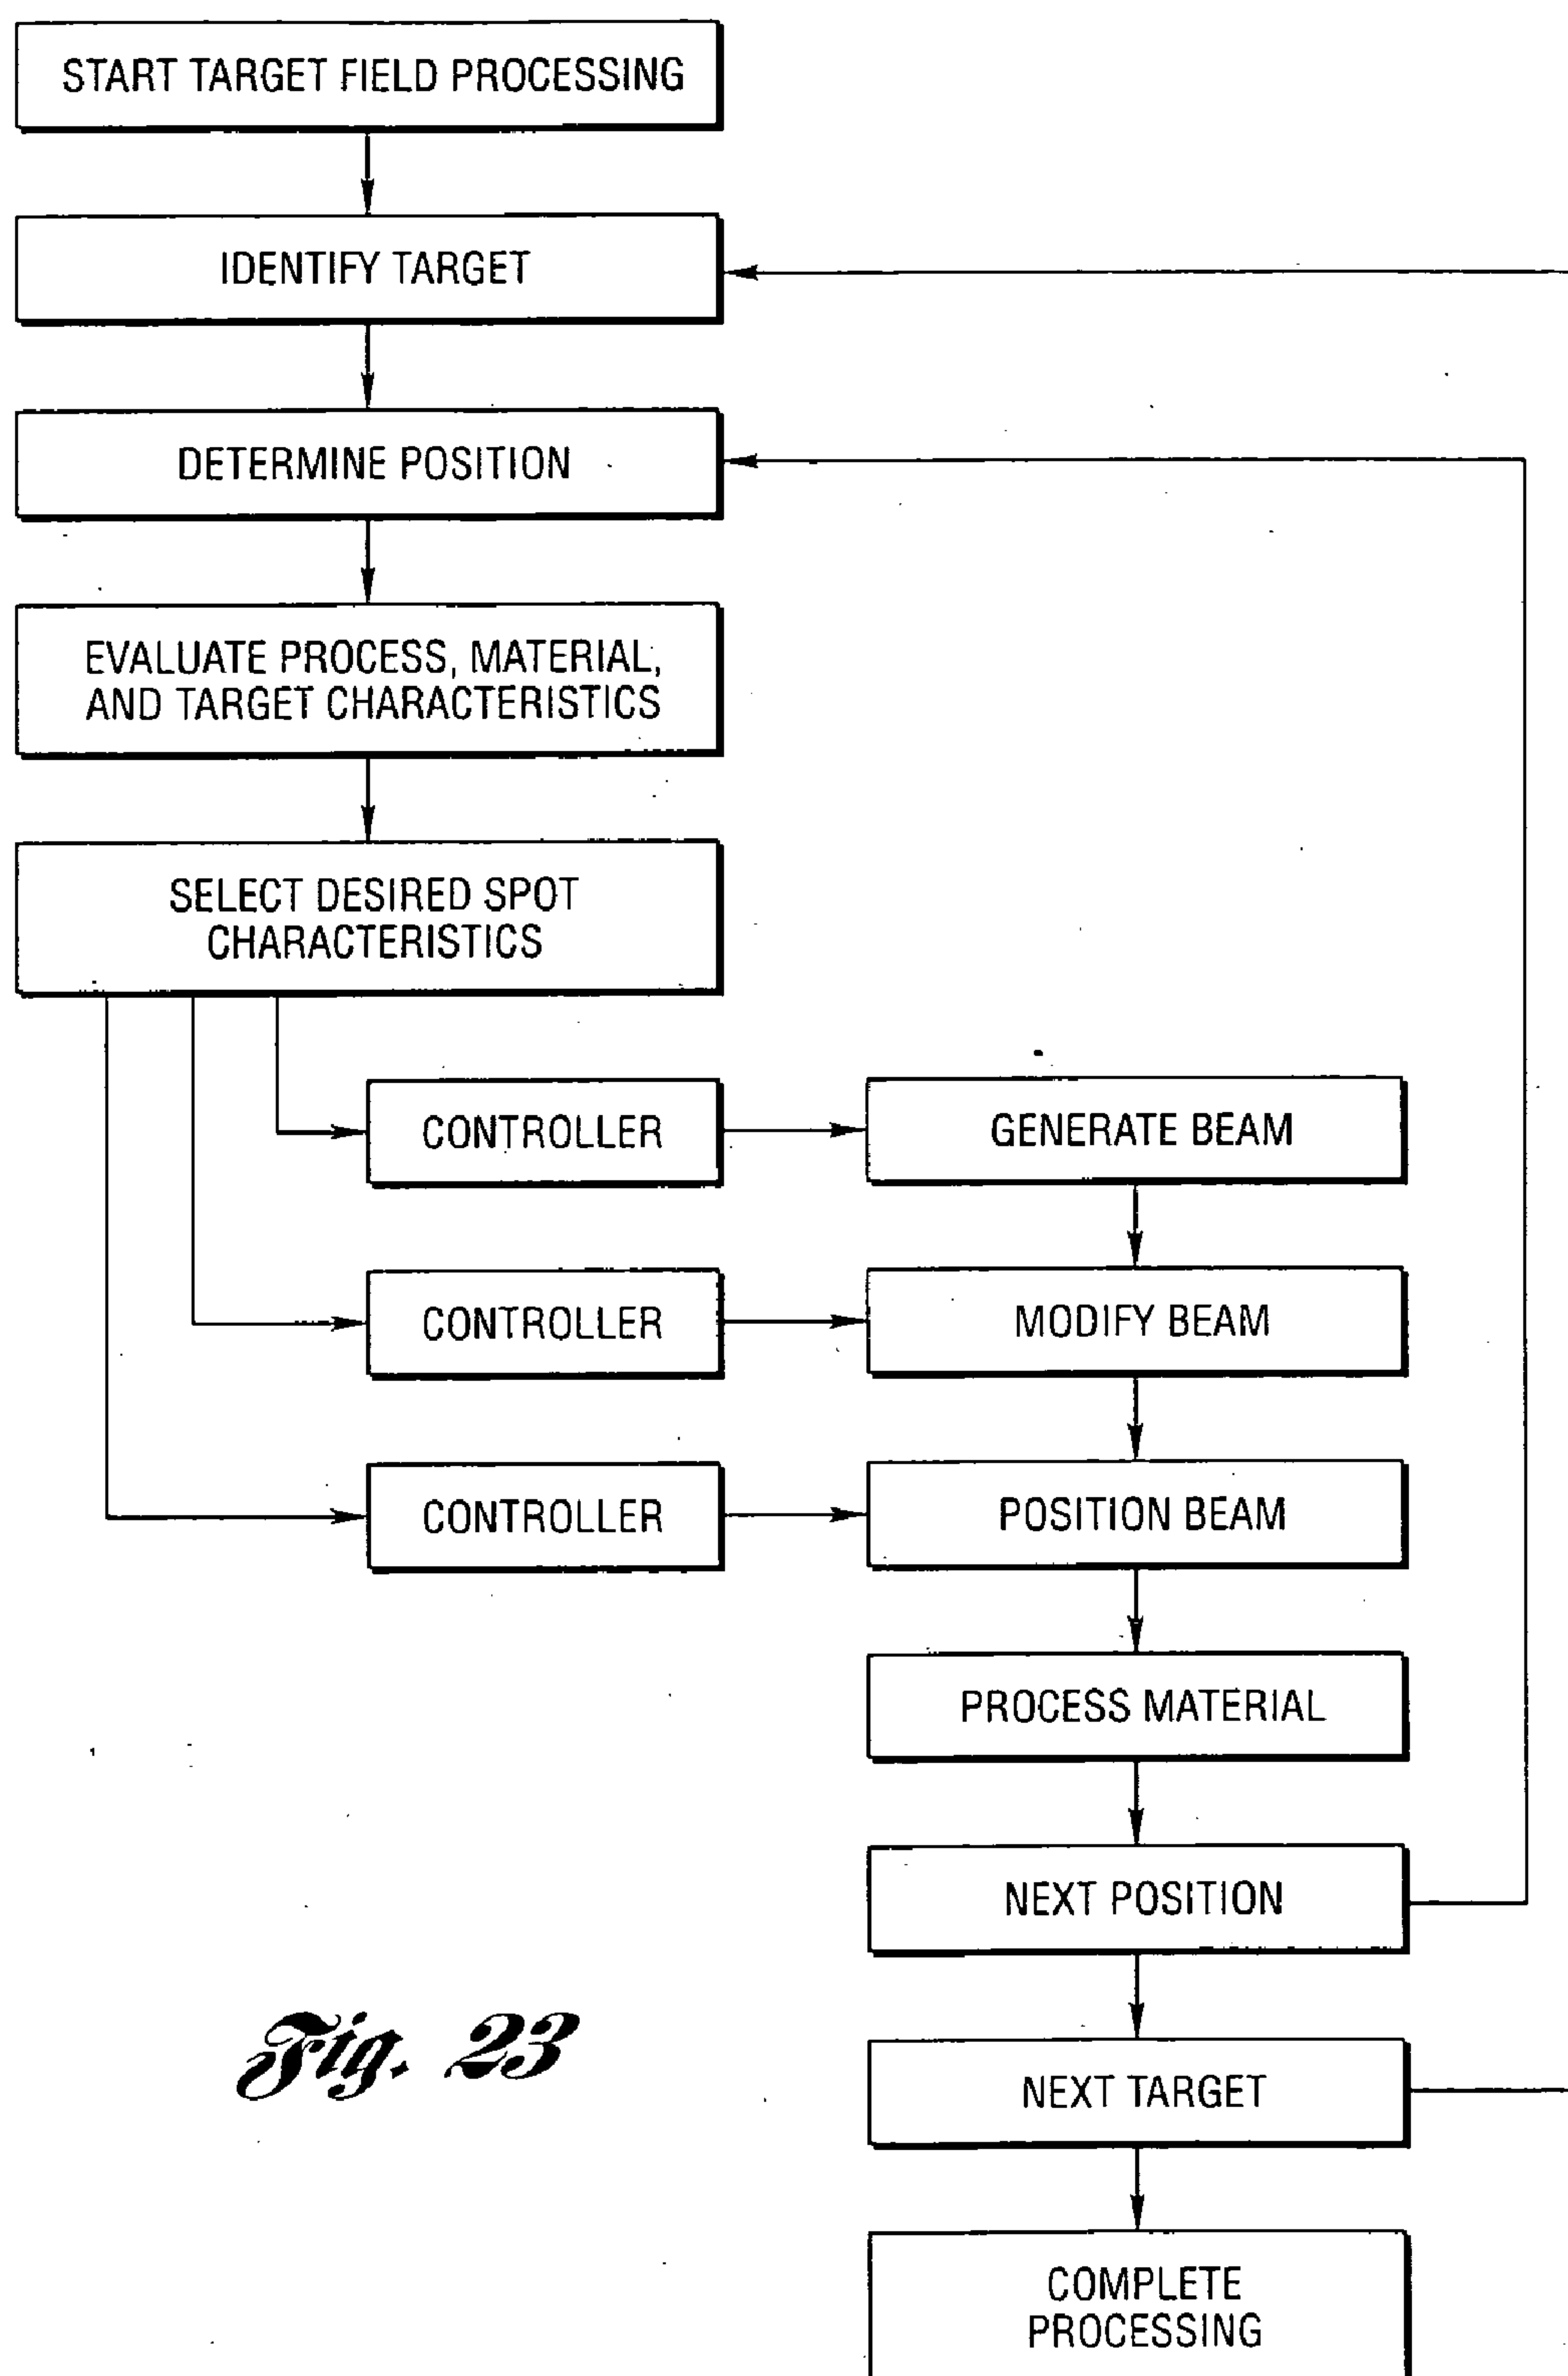 START TARGET FIELD PROCESSING
IDENTIFY TARGET
DETERMINE POSITION
EVALUATE PROCESS, MATERIAL,
AND TARGET CHARACTERISTICS
SELECT DESIRED SPOT
CHARACTERISTICS
CONTROLLER
GENERATE BEAM
CONTROLLER
MODIFY BEAM
CONTROLLER
POSITION BEAM
PROCESS MATERIAL
NEXT POSITION
NEXT TARGET
COMPLETE
PROCESSING
Fig. 23